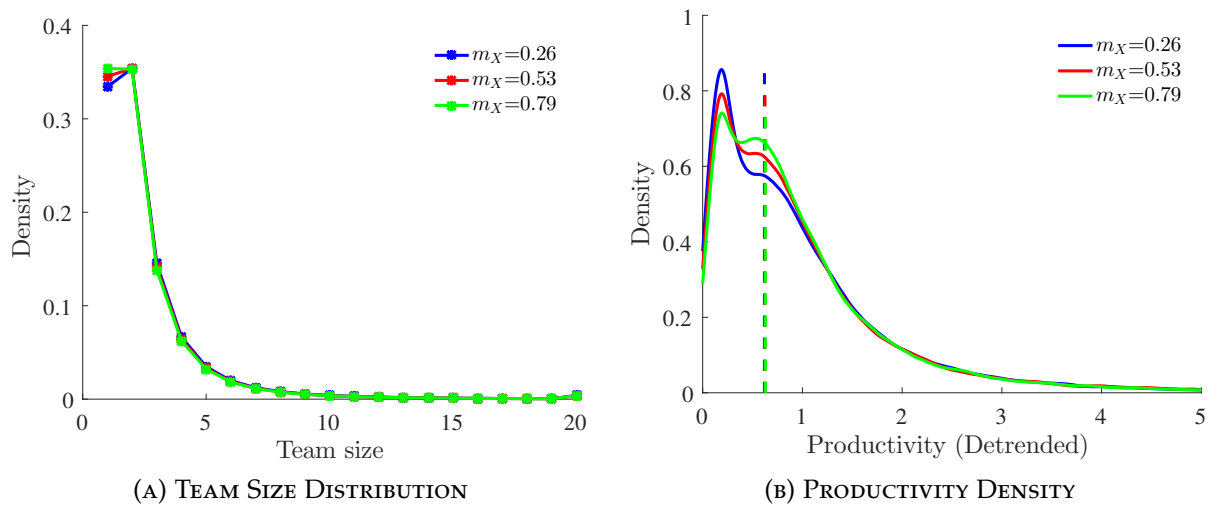 0.4
0.3
0.2
0.1
0
Density
m_X=0.26
m_X=0.53
m_X=0.79
0 5 10 15 20
Team size
(A) TEAM SIZE DISTRIBUTION
1
0.8
0.6
0.4
0.2
0
Density
m_X=0.26
m_X=0.53
m_X=0.79
0 1 2 3 4 5
Productivity (Detrended)
(B) PRODUCTIVITY DENSITY